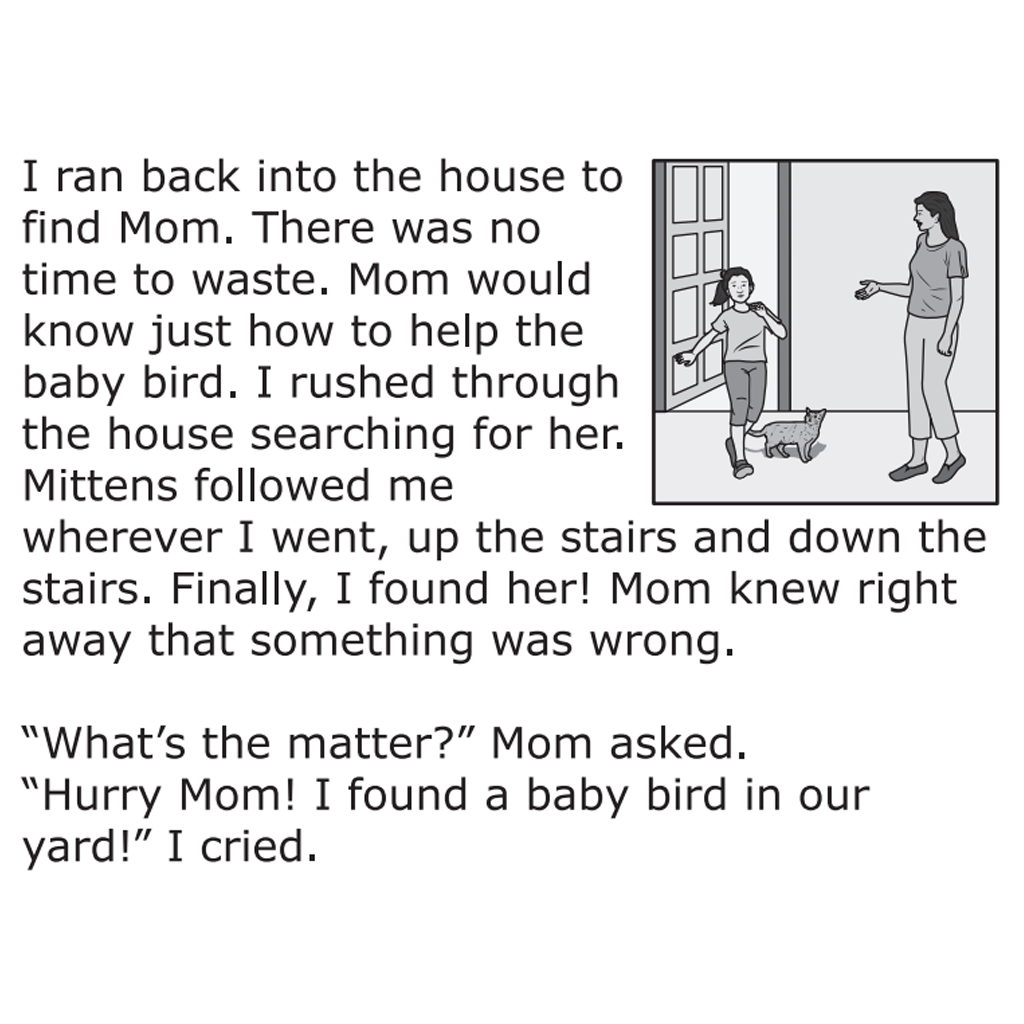 I ran back into the house to
find Mom. There was no
time to waste. Mom would
know just how to help the
baby bird. I rushed through
the house searching for her.
Mittens followed me
wherever I went, up the stairs and down the
stairs. Finally, I found her! Mom knew right
away that something was wrong.
“What’s the matter?” Mom asked.
“Hurry Mom! I found a baby bird in our
yard!” I cried.